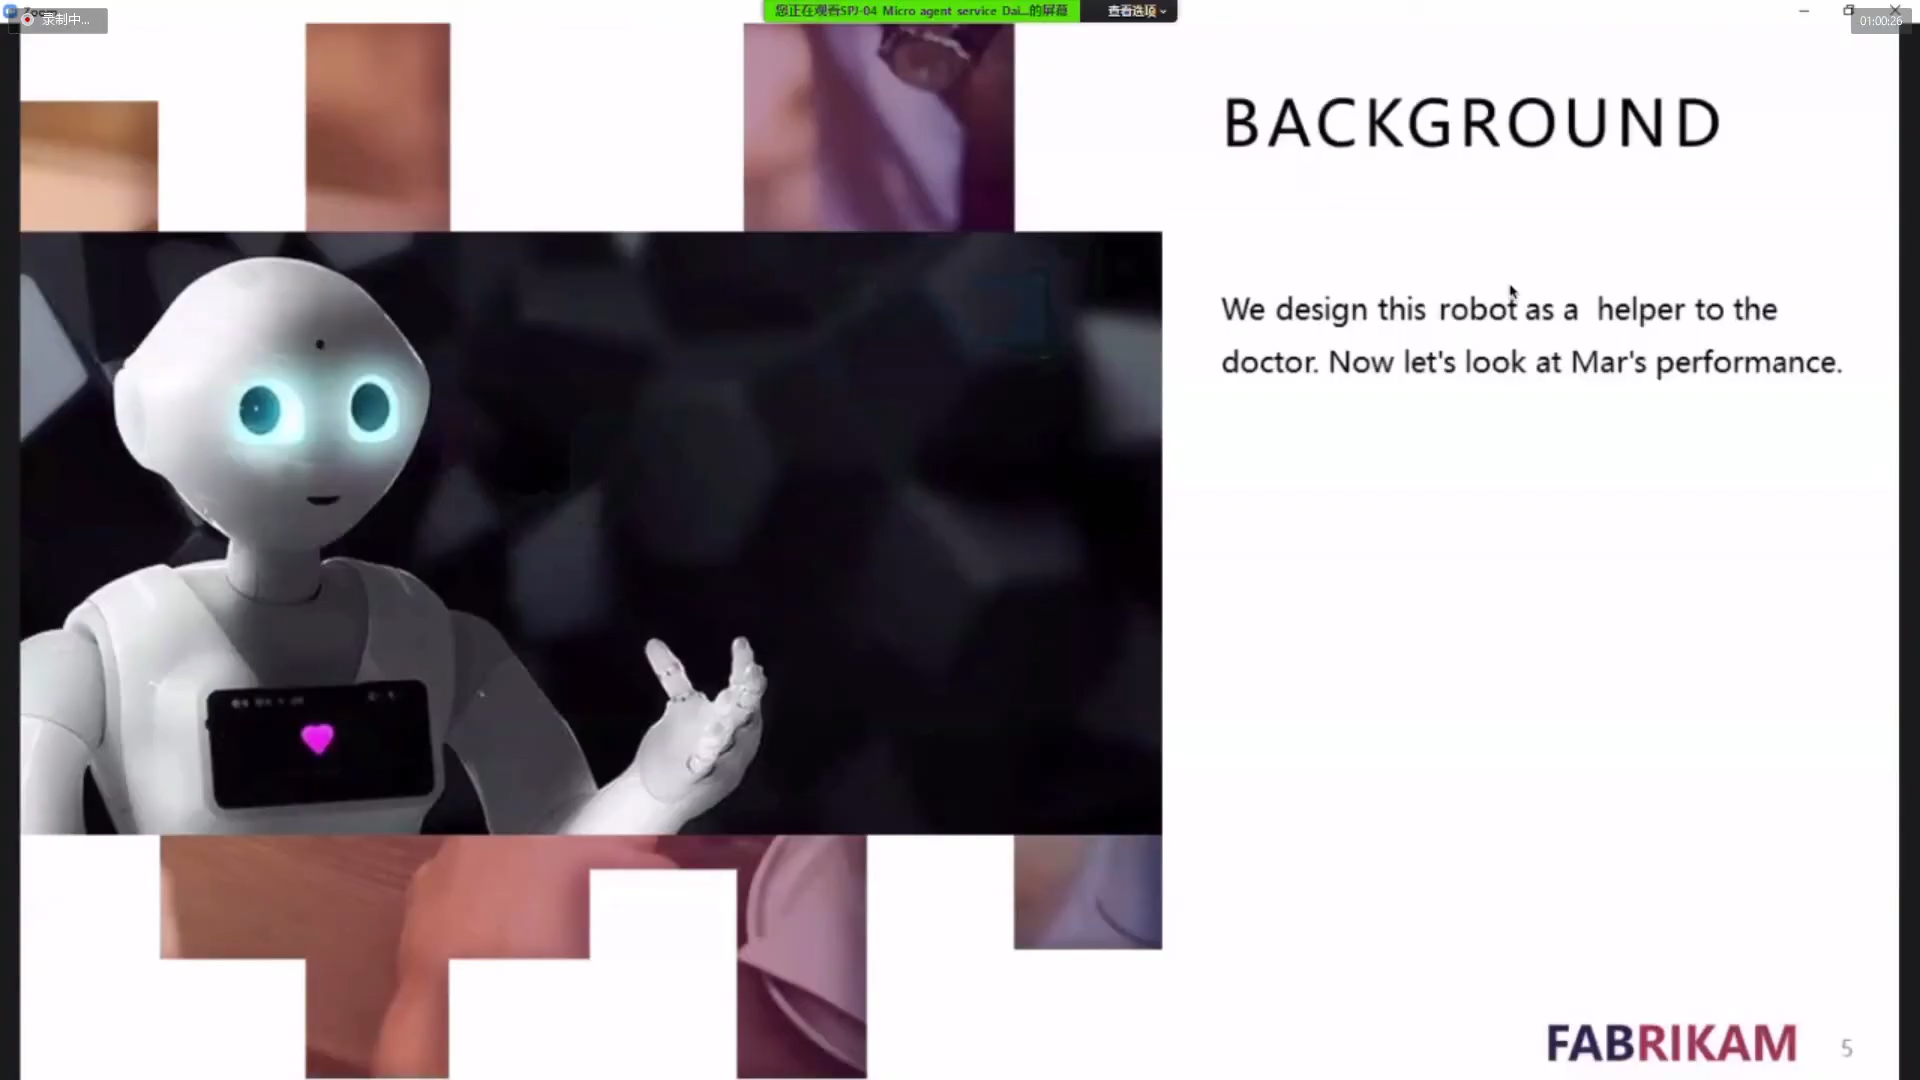 录制中...
您正在观看SPJ-04 Micro agent service Dai...的屏幕
查看选项
01:00:26
BACKGROUND
We design this robot as a helper to the
doctor. Now let's look at Mar's performance.
FABRIKAM
5